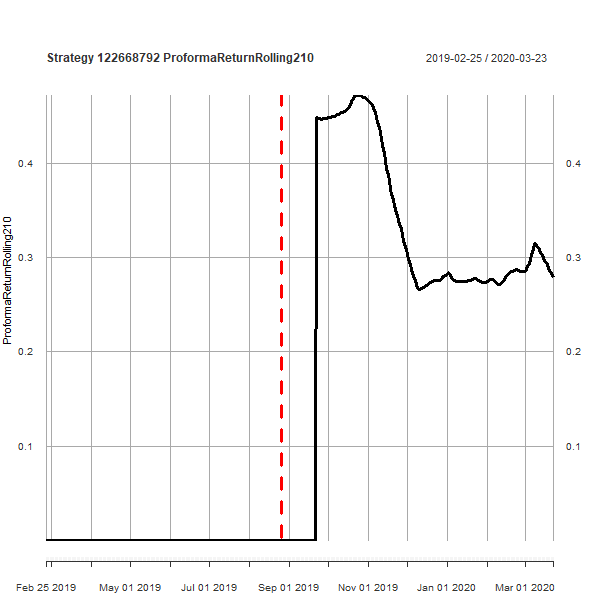 Strategy 122668792 ProformaReturnRolling210
2019-02-25 / 2020-03-23
ProformaReturnRolling210
0.4 0.4
0.3 0.3
0.2 0.2
0.1 0.1
Feb 25 2019 May 01 2019 Jul 01 2019 Sep 01 2019 Nov 01 2019 Jan 01 2020 Mar 01 2020